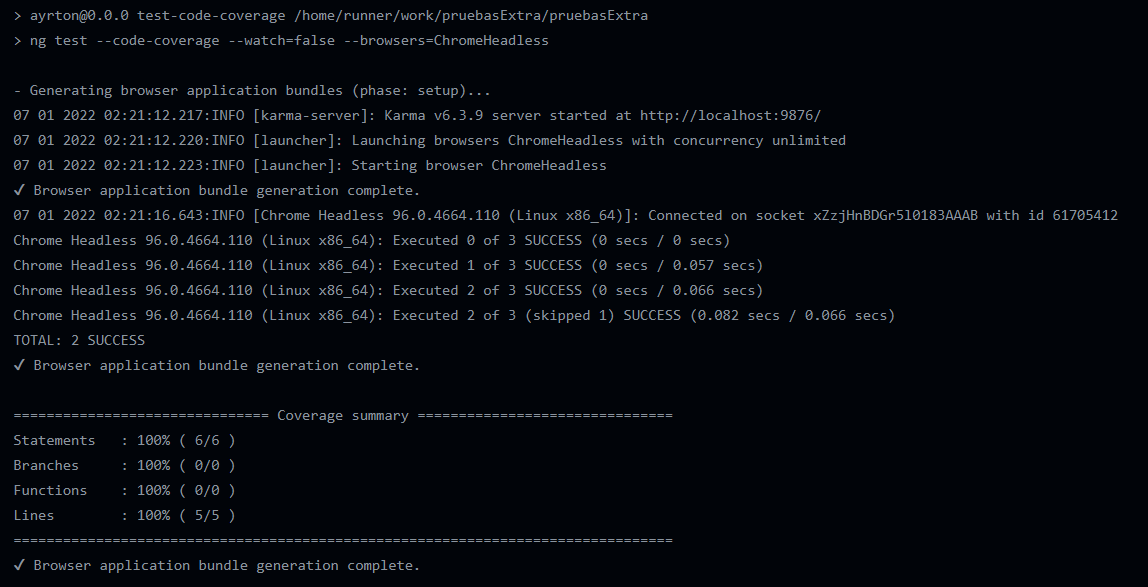 > ayrton@0.0.0 test-code-coverage /home/runner/work/pruebasExtra/pruebasExtra
> ng test --code-coverage --watch=false --browsers=ChromeHeadless
- Generating browser application bundles (phase: setup)...
07 01 2022 02:21:12.217:INFO [karma-server]: Karma v6.3.9 server started at http://localhost:9876/
07 01 2022 02:21:12.220:INFO [launcher]: Launching browsers ChromeHeadless with concurrency unlimited
07 01 2022 02:21:12.223:INFO [launcher]: Starting browser ChromeHeadless
✓ Browser application bundle generation complete.
07 01 2022 02:21:16.643:INFO [Chrome Headless 96.0.4664.110 (Linux x86_64)]: Connected on socket xZzjHnBDGr5l0183AAAB with id 61705412
Chrome Headless 96.0.4664.110 (Linux x86_64): Executed 0 of 3 SUCCESS (0 secs / 0 secs)
Chrome Headless 96.0.4664.110 (Linux x86_64): Executed 1 of 3 SUCCESS (0 secs / 0.057 secs)
Chrome Headless 96.0.4664.110 (Linux x86_64): Executed 2 of 3 SUCCESS (0 secs / 0.066 secs)
Chrome Headless 96.0.4664.110 (Linux x86_64): Executed 2 of 3 (skipped 1) SUCCESS (0.082 secs / 0.066 secs)
TOTAL: 2 SUCCESS
✓ Browser application bundle generation complete.
=============================== Coverage summary ===============================
Statements   : 100% ( 6/6 )
Branches     : 100% ( 0/0 )
Functions    : 100% ( 0/0 )
Lines        : 100% ( 5/5 )
================================================================================
✓ Browser application bundle generation complete.